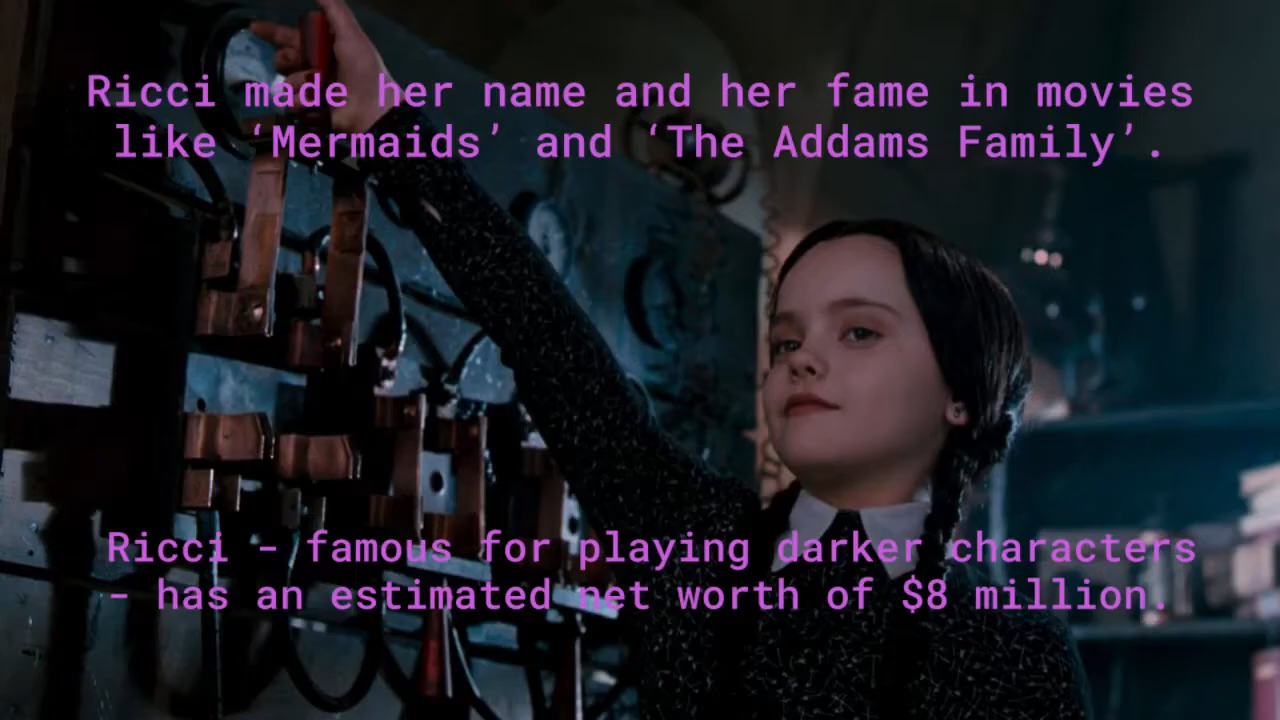 Ricci made her name and her fame in movies
like ‘Mermaids’ and ‘The Addams Family’.
Ricci – famous for playing darker characters
– has an estimated net worth of $8 million.